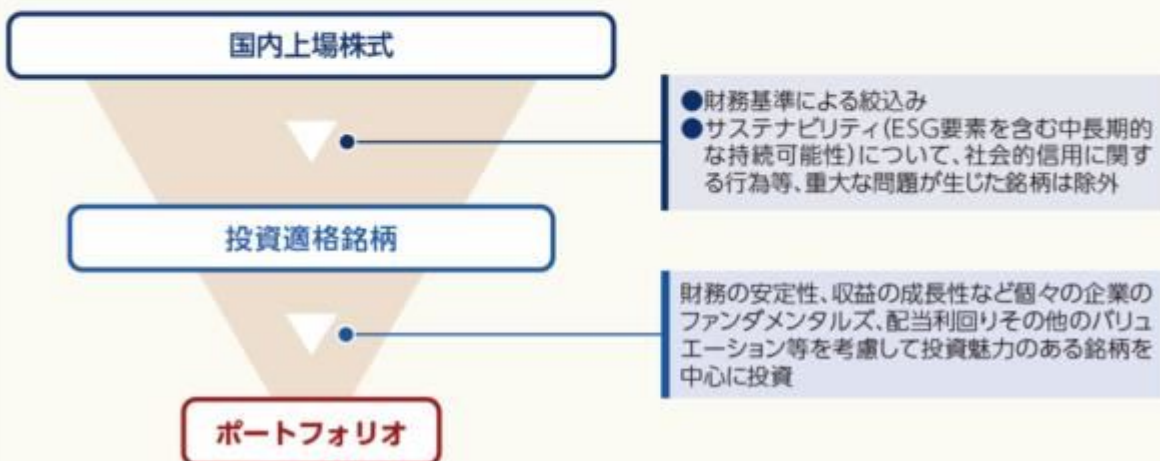 国内上場株式
●財務基準による絞込み
●サステナビリティ(ESG要素を含む中長期的
な持続可能性)について、社会的信用に関す
る行為等、重大な問題が生じた銘柄は除外
投資適格銘柄
財務の安定性、収益の成長性など個々の企業の
ファンダメンタルズ、配当利回りその他のバリュ
エーション等を考慮して投資魅力のある銘柄を
中心に投資
ポートフォリオ